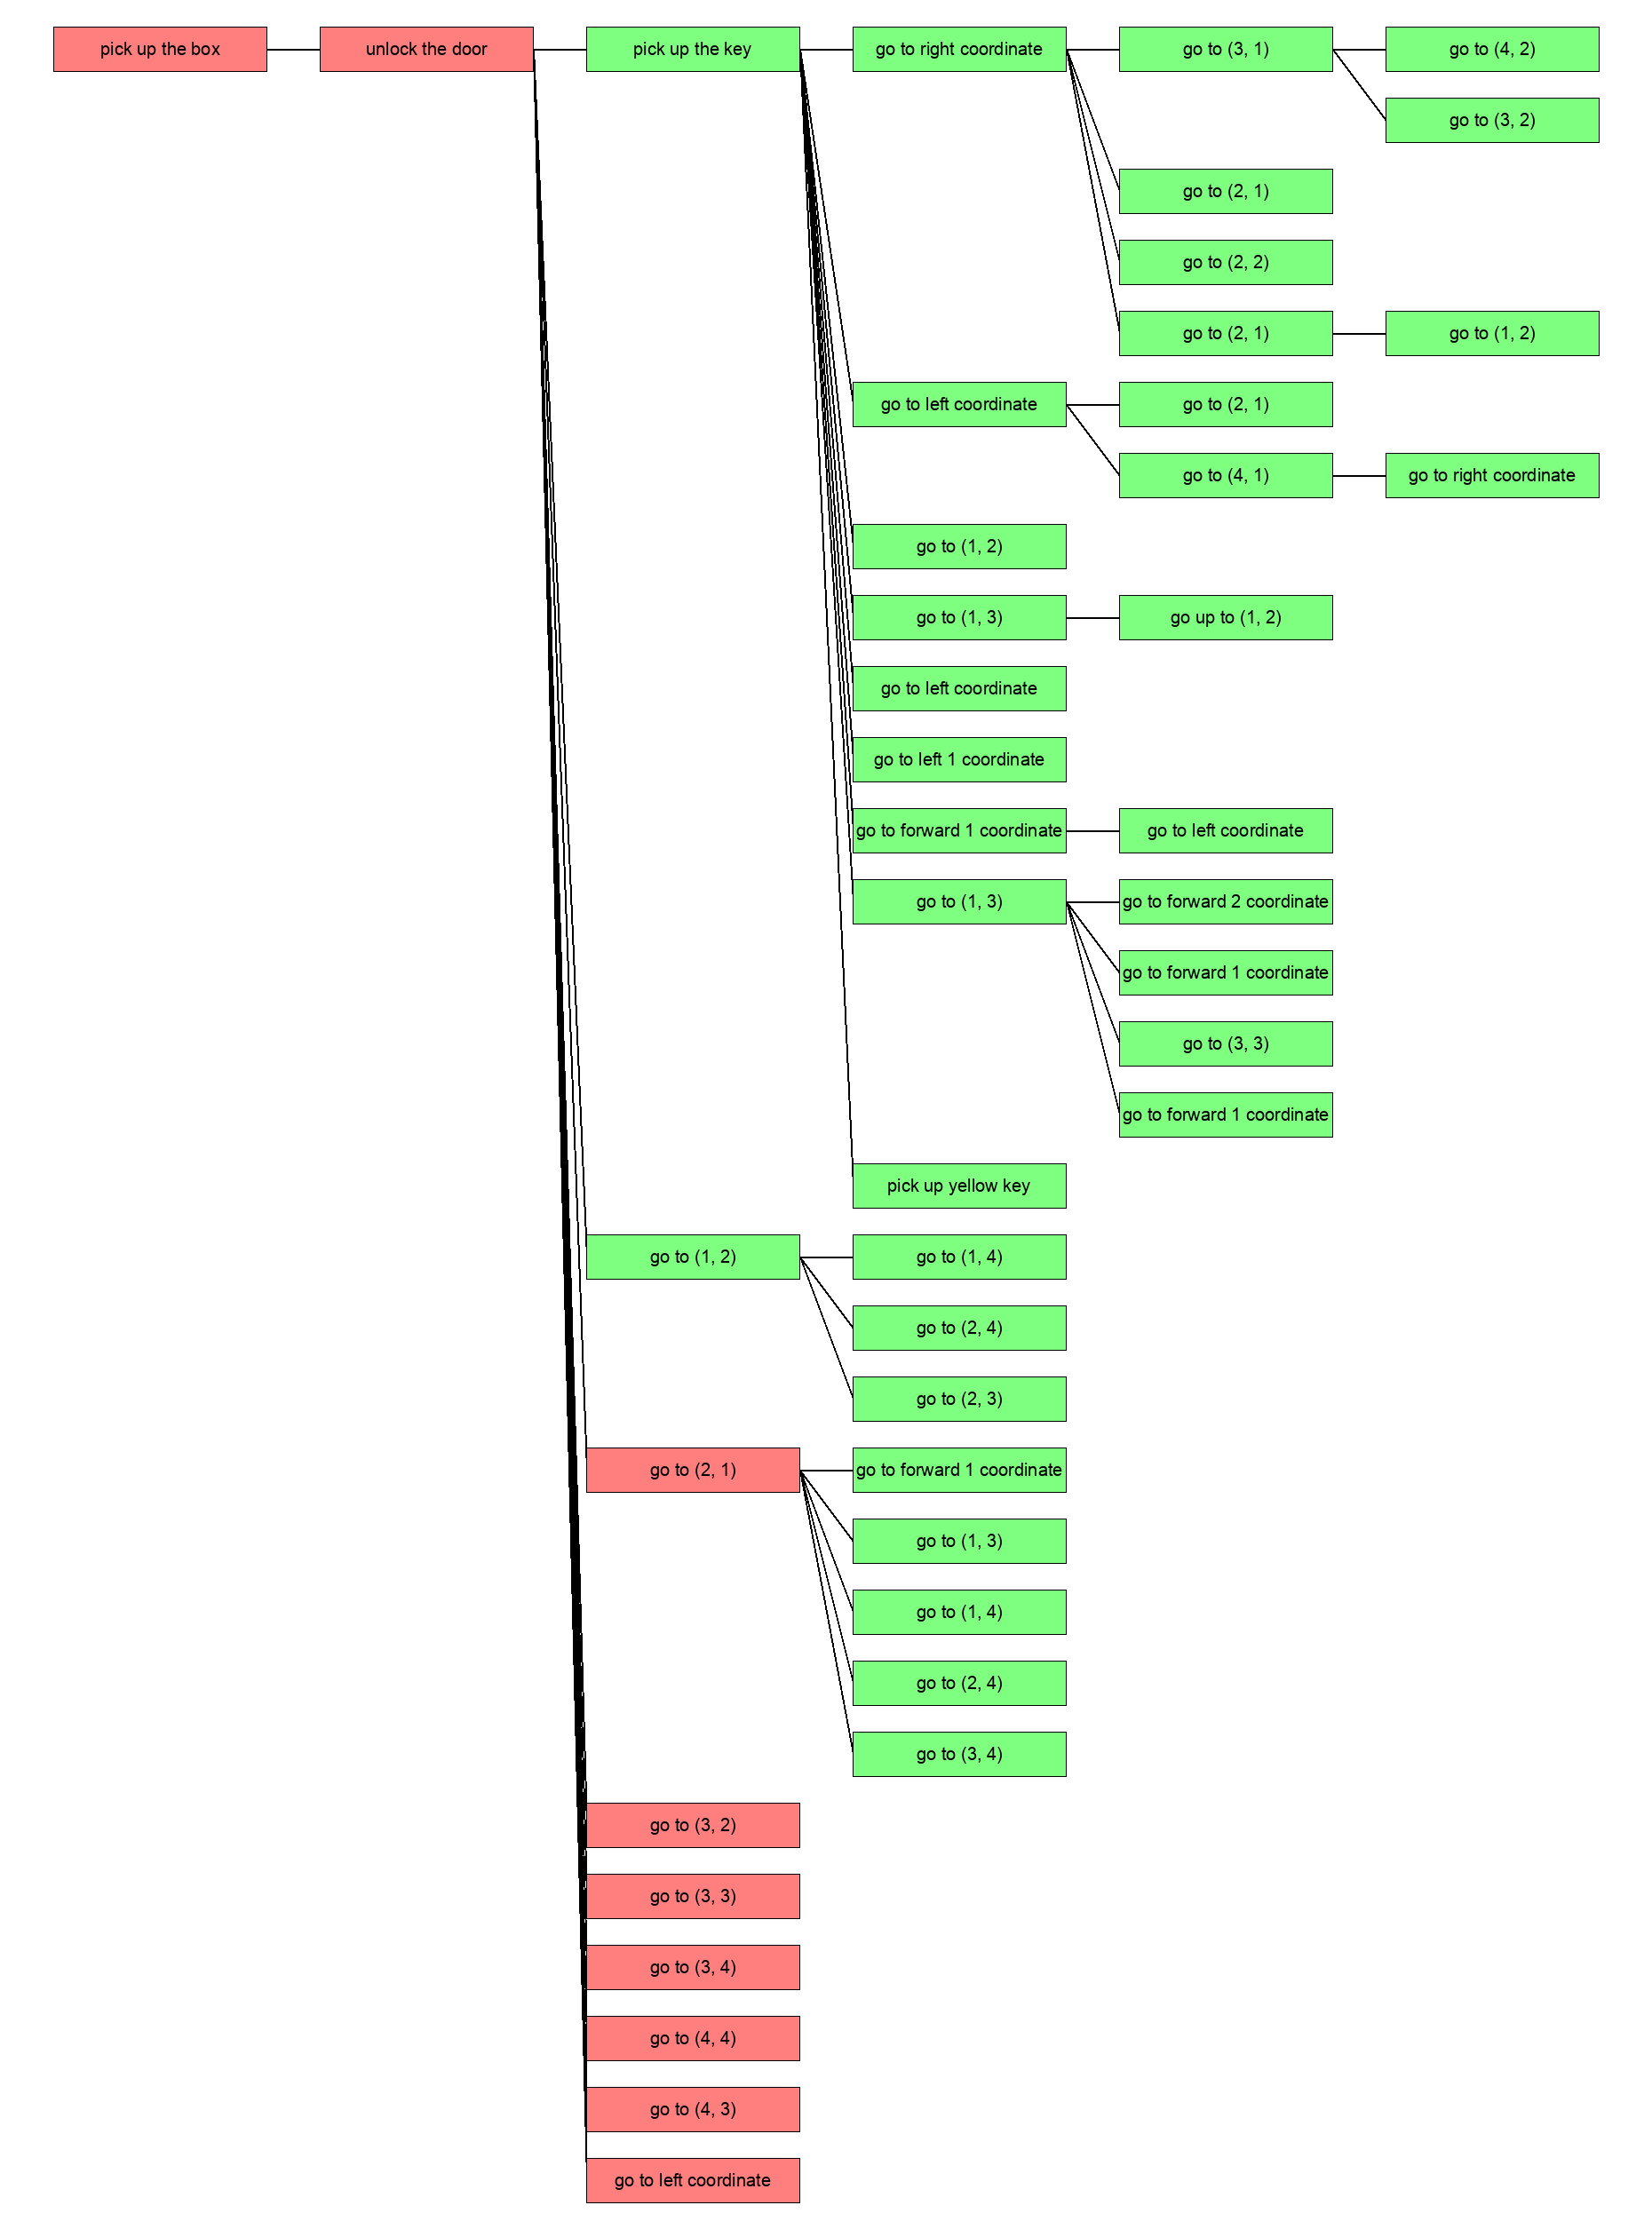 pick up the box
unlock the door
pick up the key
go to right coordinate
go to (3, 1)
go to (4, 2)
go to (3, 2)
go to (2, 1)
go to (2, 2)
go to (2, 1)
go to (1, 2)
go to left coordinate
go to (2, 1)
go to (4, 1)
go to right coordinate
go to (1, 2)
go to (1, 3)
go up to (1, 2)
go to left coordinate
go to left 1 coordinate
go to forward 1 coordinate
go to left coordinate
go to (1, 3)
go to forward 2 coordinate
go to forward 1 coordinate
go to (3, 3)
go to forward 1 coordinate
pick up yellow key
go to (1, 2)
go to (1, 4)
go to (2, 4)
go to (2, 3)
go to (2, 1)
go to forward 1 coordinate
go to (1, 3)
go to (1, 4)
go to (2, 4)
go to (3, 4)
go to (3, 2)
go to (3, 3)
go to (3, 4)
go to (4, 4)
go to (4, 3)
go to left coordinate